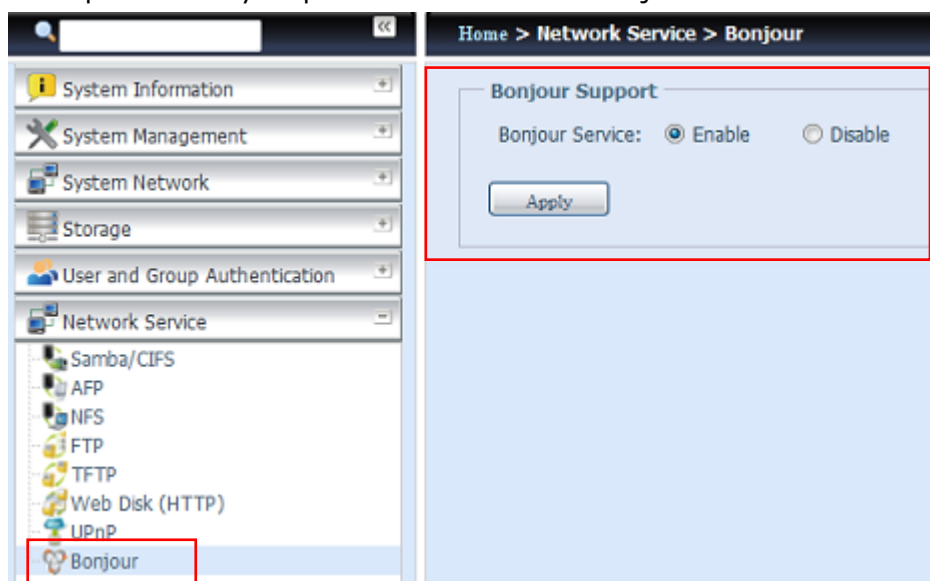 Home > Network Service > Bonjour
System Information
System Management
System Network
Storage
User and Group Authentication
Network Service
Samba/CIFS
AFP
NFS
FTP
TFTP
Web Disk (HTTP)
UPnP
Bonjour
Bonjour Support
Bonjour Service: Enable Disable
Apply